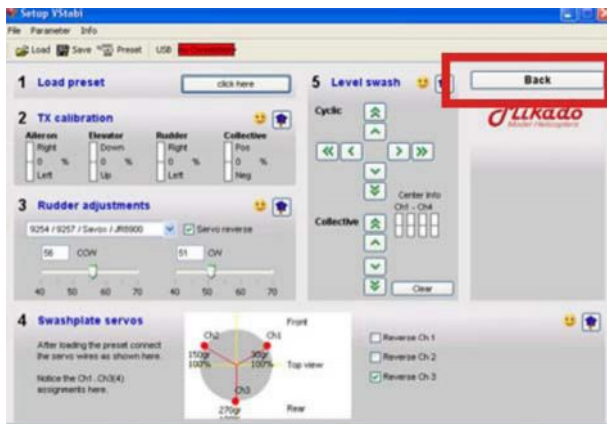 Setup VStabi
File Parameter Info
Load Save Preset USB
1 Load preset
click here
2 TX calibration
Aileron Elevator Rudder Collective
Right Down Right Pos
0 % 0 % 0 % 0 %
Left Up Left Neg
3 Rudder adjustments
9254 / 9257 / Savox / JR8900
Servo reverse
56 CCW 51 CW
40 50 60 70 40 50 60 70
4 Swashplate servos
After loading the preset connect
the servo wires as shown here.
Notice the Ch1..Ch3(4)
assignments here.
Front
Ch2 Ch1
150gr 30gr
100% 100% Top view
Ch3
270gr Rear
Reverse Ch 1
Reverse Ch 2
Reverse Ch 3
5 Level swash
Cyclic
Center Info
Ch1 - Ch4
Collective
Clear
Back
Mikado
Model Helicopters